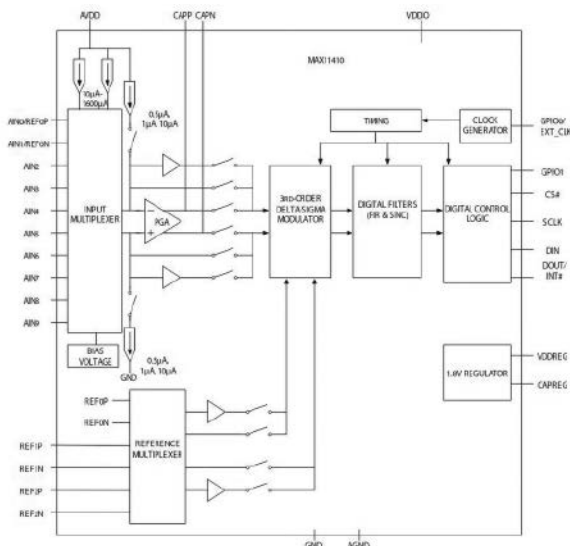 AVDD
CAPP
CAPN
VDDO
MAX11410
10µA-
1600µA
0.5µA,
1µA, 10µA
TIMING
CLOCK
GENERATOR
GPIO0/
EXT_CLK
AIN0/REF0P
AIN1/REF0N
AIN2
AIN3
AIN4
AIN5
AIN6
AIN7
AIN8
AIN9
INPUT
MULTIPLEXER
PGA
3RD-ORDER
DELTA SIGMA
MODULATOR
DIGITAL FILTERS
(FIR & SINC)
DIGITAL CONTROL
LOGIC
GPIO1
CS#
SCLK
DIN
DOUT/
INT#
BIAS
VOLTAGE
GND
0.5µA,
1µA, 10µA
1.8V REGULATOR
VDDREG
CAPREG
REF0P
REF0N
REF1P
REF1N
REF2P
REF2N
REFERENCE
MULTIPLEXER
GND
AGND